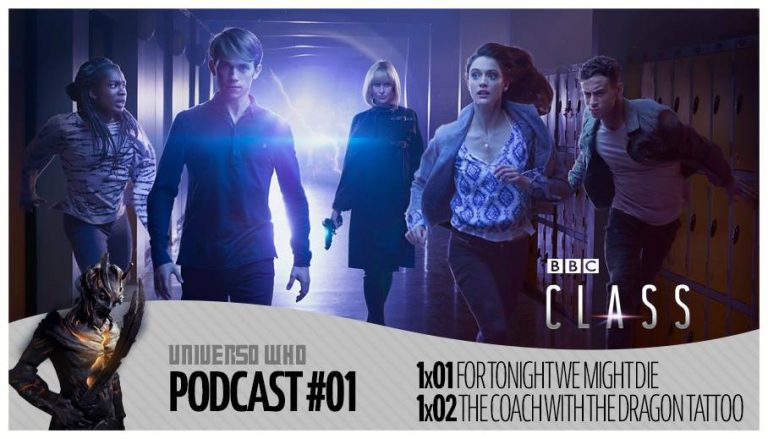 BBC
CLASS
UNIVERSO WHO
PODCAST #01
1x01 FOR TONIGHT WE MIGHT DIE
1x02 THE COACH WITH THE DRAGON TATTOO